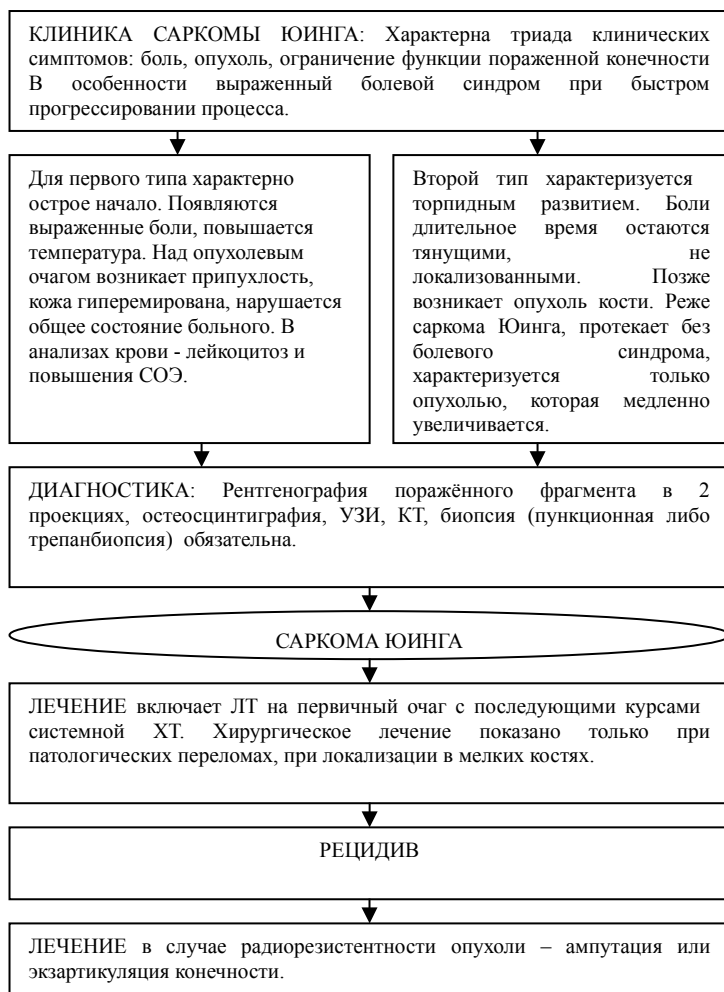 КЛИНИКА САРКОМЫ ЮИНГА: Характерна триада клинических
симптомов: боль, опухоль, ограничение функции пораженной конечности
В особенности выраженный болевой синдром при быстром
прогрессировании процесса.
Для первого типа характерно
острое начало. Появляются
выраженные боли, повышается
температура. Над опухолевым
очагом возникает припухлость,
кожа гиперемирована, нарушается
общее состояние больного. В
анализах крови - лейкоцитоз и
повышения СОЭ.
Второй тип характеризуется
торпидным развитием. Боли
длительное время остаются
тянущими, не
локализованными. Позже
возникает опухоль кости. Реже
саркома Юинга, протекает без
болевого синдрома,
характеризуется только
опухолью, которая медленно
увеличивается.
ДИАГНОСТИКА: Рентгенография поражённого фрагмента в 2
проекциях, остеосцинтиграфия, УЗИ, КТ, биопсия (пункционная либо
трепанбиопсия) обязательна.
САРКОМА ЮИНГА
ЛЕЧЕНИЕ включает ЛТ на первичный очаг с последующими курсами
системной ХТ. Хирургическое лечение показано только при
патологических переломах, при локализации в мелких костях.
РЕЦИДИВ
ЛЕЧЕНИЕ в случае радиорезистентности опухоли – ампутация или
экзартикуляция конечности.